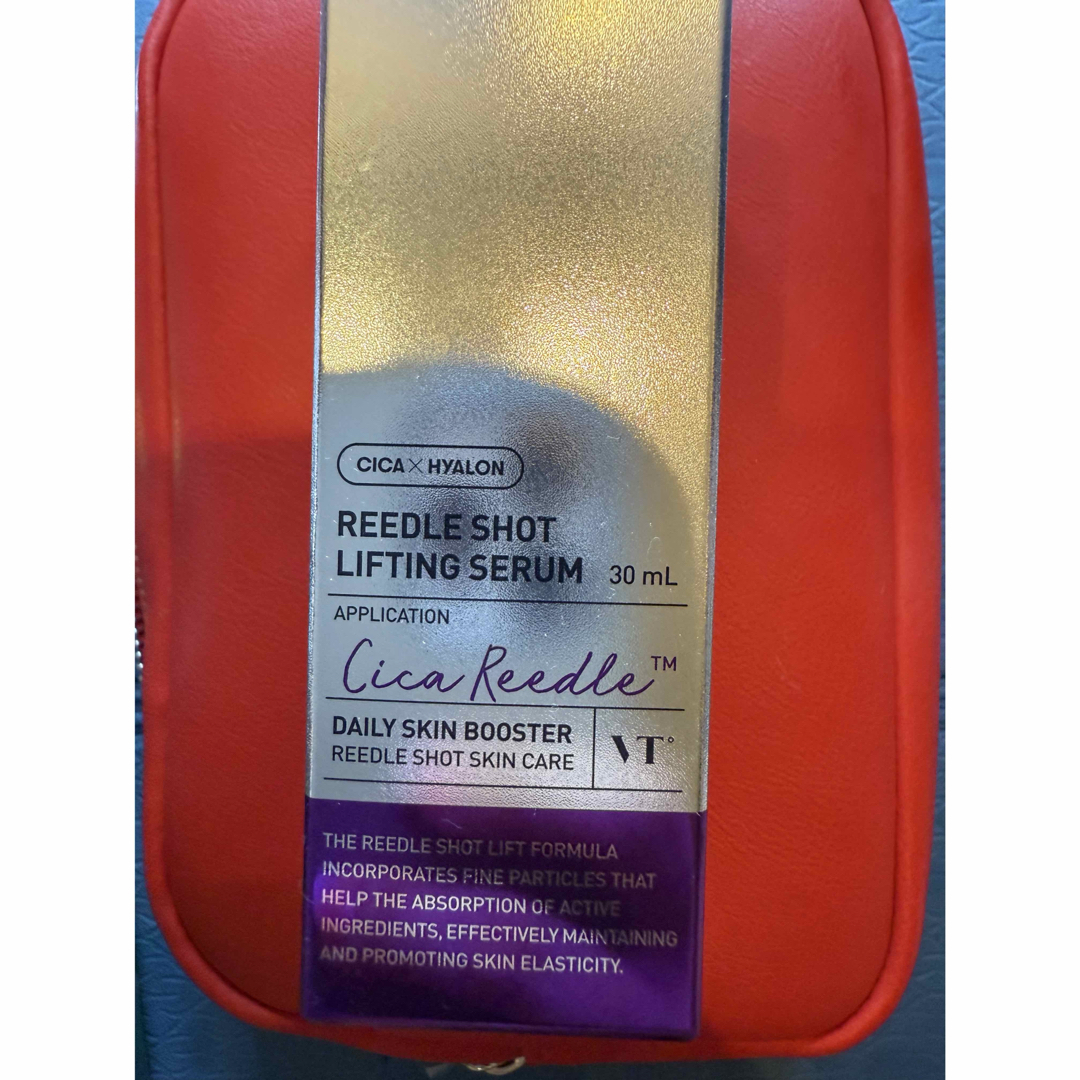 CICA×HYALON
REEDLE SHOT
LIFTING SERUM 30 mL
APPLICATION
Cica Reedle™
DAILY SKIN BOOSTER
REEDLE SHOT SKIN CARE
VT°
THE REEDLE SHOT LIFT FORMULA
INCORPORATES FINE PARTICLES THAT
HELP THE ABSORPTION OF ACTIVE
INGREDIENTS, EFFECTIVELY MAINTAINING
AND PROMOTING SKIN ELASTICITY.